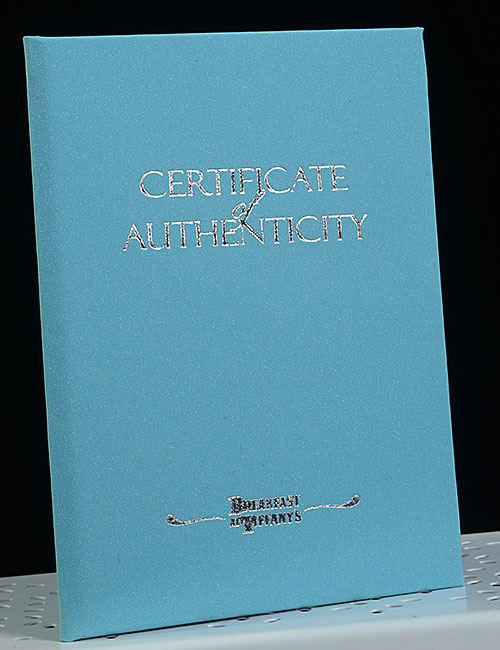 CERTIFICATE
of
AUTHENTICITY
BREAKFAST
AT TIFFANY'S